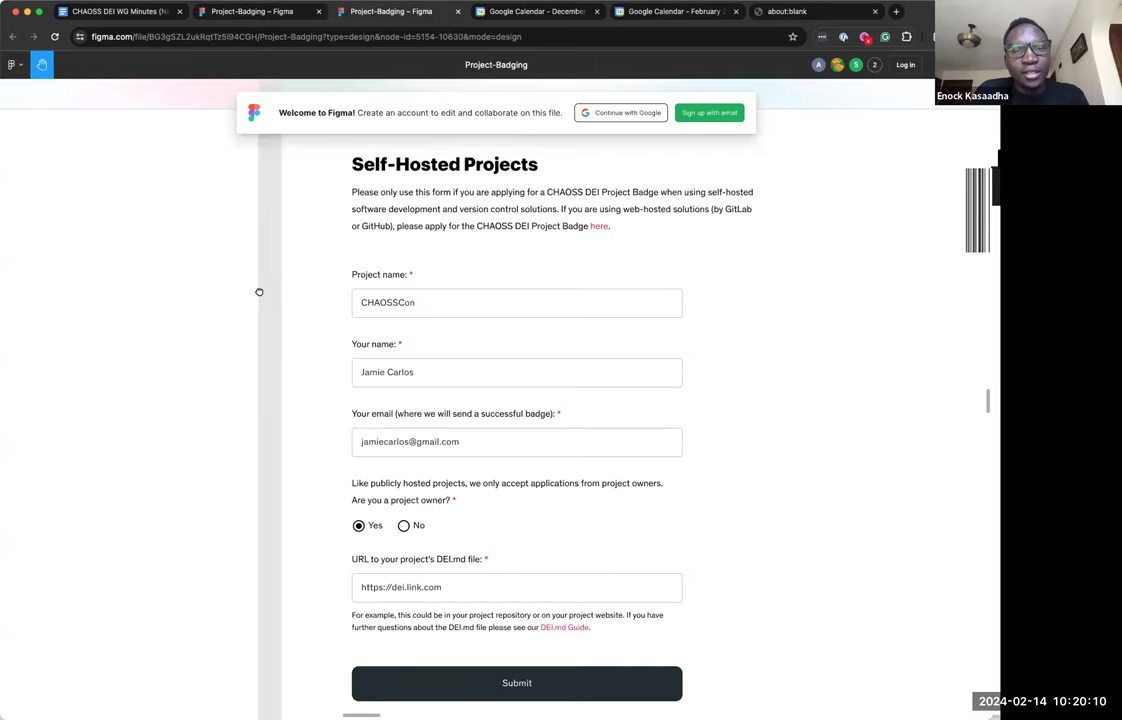 CHAOSS DEI WG Minutes (N
Project-Badging – Figma
Project-Badging – Figma
Google Calendar - December
Google Calendar - February 2
about:blank
figma.com/file/BG3gSZL2ukRqtTz5i94CGH/Project-Badging?type=design&node-id=5154-10630&mode=design
Project-Badging
A
S
2
Log in
Enock Kasaadha
Welcome to Figma! Create an account to edit and collaborate on this file.
Continue with Google
Sign up with email
Self-Hosted Projects
Please only use this form if you are applying for a CHAOSS DEI Project Badge when using self-hosted
software development and version control solutions. If you are using web-hosted solutions (by GitLab
or GitHub), please apply for the CHAOSS DEI Project Badge here.
Project name: *
CHAOSSCon
Your name: *
Jamie Carlos
Your email (where we will send a successful badge): *
jamiecarlos@gmail.com
Like publicly hosted projects, we only accept applications from project owners.
Are you a project owner? *
Yes
No
URL to your project's DEI.md file: *
https://dei.link.com
For example, this could be in your project repository or on your project website. If you have
further questions about the DEI.md file please see our DEI.md Guide.
Submit
2024-02-14 10:20:10